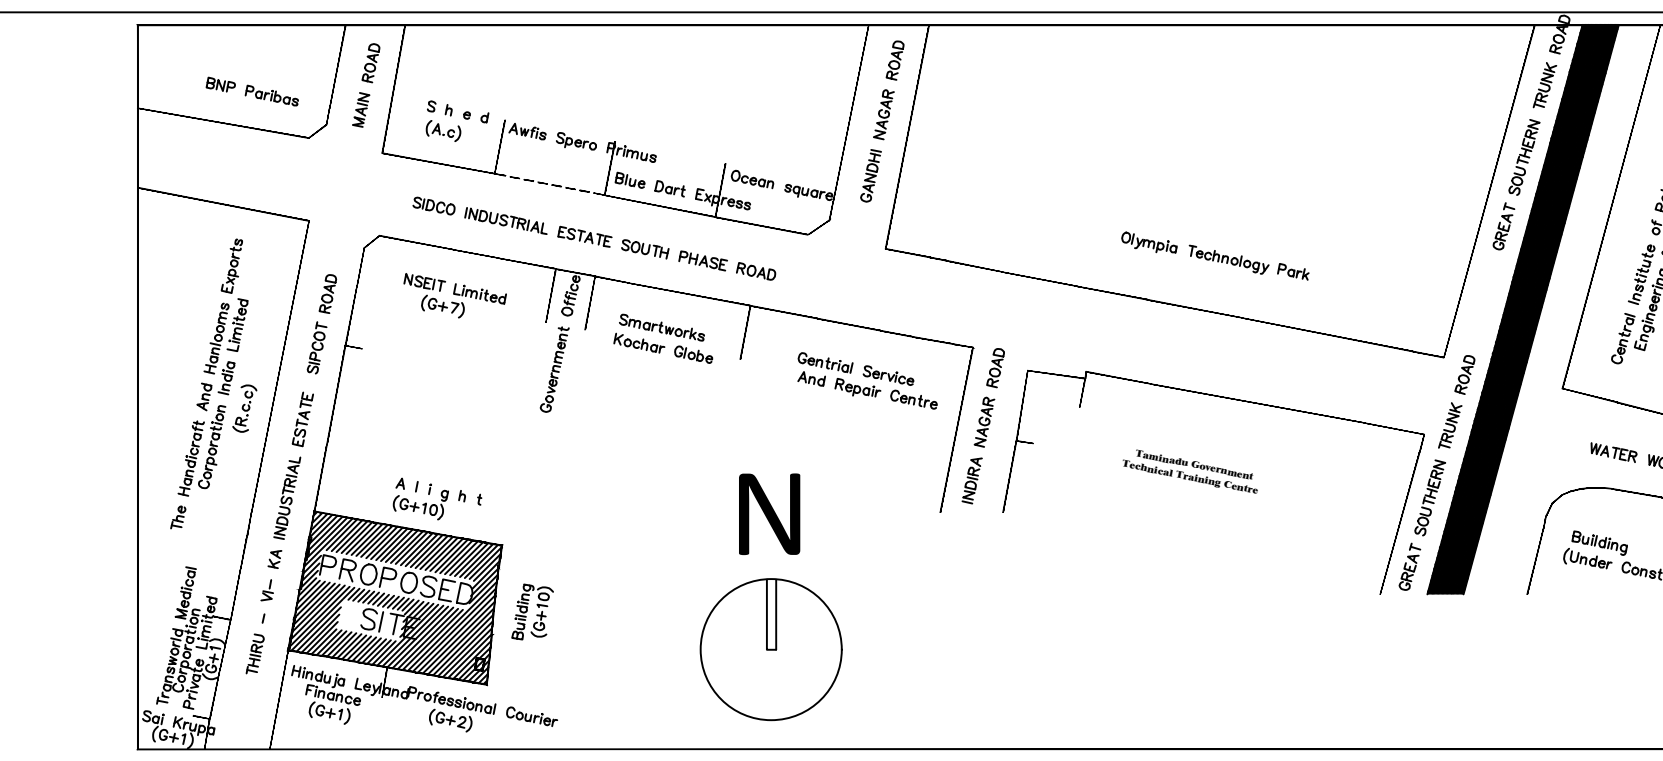 BNP Paribas
MAIN ROAD
S h e d
(A.c)
Awfis Spero Primus
Blue Dart Express
Ocean square
GANDHI NAGAR ROAD
GREAT SOUTHERN TRUNK ROAD
SIDCO INDUSTRIAL ESTATE SOUTH PHASE ROAD
Olympia Technology Park
Central Institute of
Engineering
The Handicraft And Hanlooms Exports
Corporation India Limited
(R.c.c)
SIPCOT ROAD
NSEIT Limited
(G+7)
Government Office
Smartworks
Kochar Globe
Gentrial Service
And Repair Centre
INDIRA NAGAR ROAD
Taminadu Government
Technical Training Centre
GREAT SOUTHERN TRUNK ROAD
WATER
Building
(Under
THIRU - VI- KA INDUSTRIAL ESTATE
A l i g h t
(G+10)
PROPOSED
SITE
Building
(G+10)
N
Transworld Medical
Corporation
Private Limited
(G+1)
Sai Krupa
(G+1)
Hinduja Leyland
Finance
(G+1)
Professional Courier
(G+2)